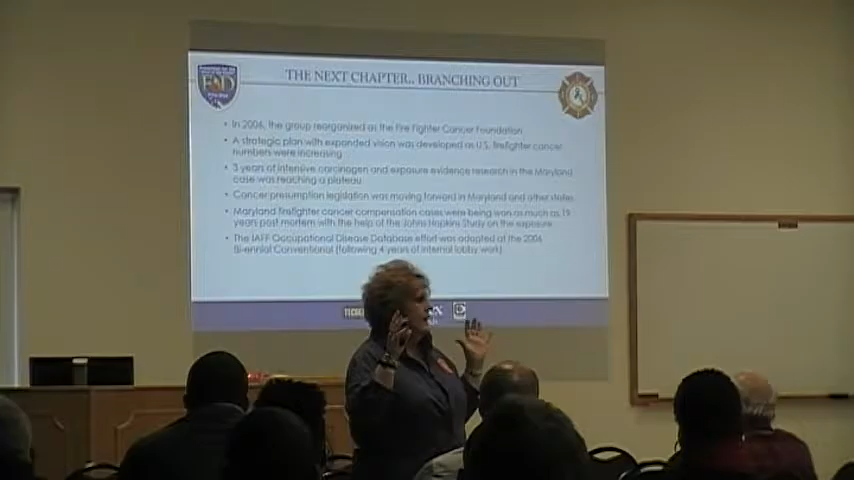 THE NEXT CHAPTER.. BRANCHING OUT
• In 2006, the group reorganized as the Fire Fighter Cancer Foundation
• A strategic plan with expanded vision was developed as U.S. firefighter cancer
numbers were increasing
• 3 years of intensive carcinogen and exposure evidence research in the Maryland
case was reaching a plateau
• Cancer presumption legislation was moving forward in Maryland and other states
• Maryland firefighter cancer compensation cases were being won as much as 19
years post mortem with the help of the Johns Hopkins Study on the exposure
• The IAFF Occupational Disease Database effort was adopted at the 2006
Bi-ennial Conventional (following 4 years of internal lobby work)